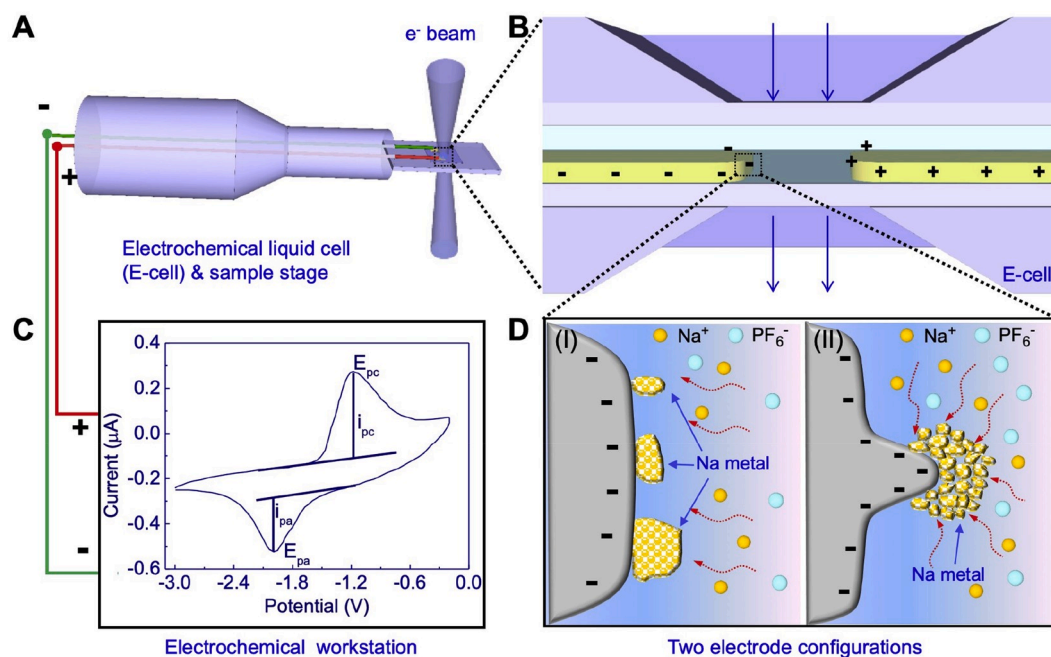 A
e⁻ beam
-
+
Electrochemical liquid cell
(E-cell) & sample stage
B
- +
- +
- - - - + + + +
E-cell
C
0.4
0.2
0.0
-0.2
-0.4
-0.6
Current (μA)
E_pc
i_pc
i_pa
E_pa
-3.0 -2.4 -1.8 -1.2 -0.6 0.0
Potential (V)
+
-
Electrochemical workstation
D
(I) Na⁺ PF₆⁻
Na metal
(II) Na⁺ PF₆⁻
Na metal
Two electrode configurations